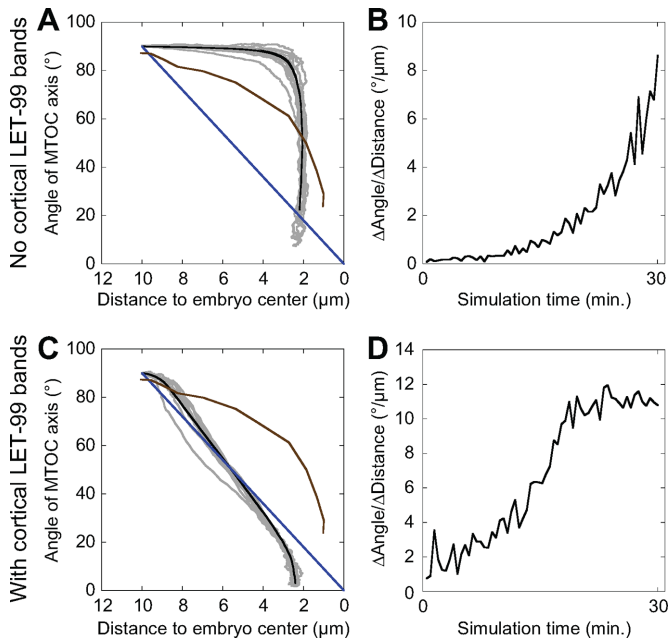 A
No cortical LET-99 bands
Angle of MTOC axis (°)
100
80
60
40
20
0
12 10 8 6 4 2 0
Distance to embryo center (µm)
B
ΔAngle/ΔDistance (°/µm)
10
8
6
4
2
0
0 30
Simulation time (min.)
C
With cortical LET-99 bands
Angle of MTOC axis (°)
100
80
60
40
20
0
12 10 8 6 4 2 0
Distance to embryo center (µm)
D
ΔAngle/ΔDistance (°/µm)
14
12
10
8
6
4
2
0
0 30
Simulation time (min.)